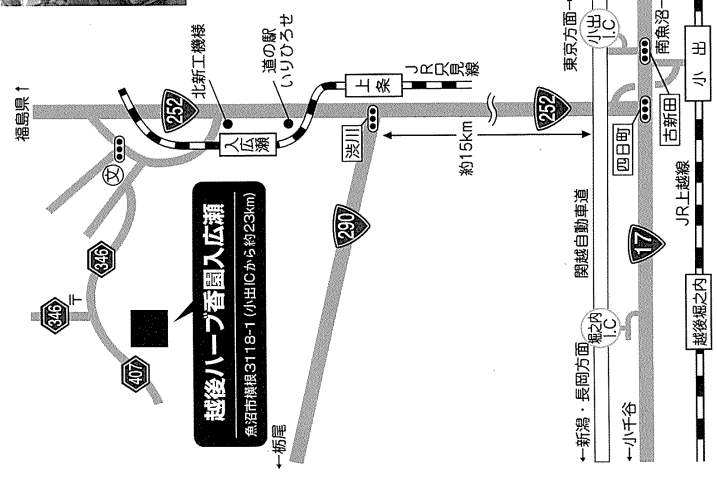 福島県↑
252
北新工機様
道の駅
いりひろせ
JR只見線
上条
入広瀬
文
渋川
約15km
252
東京方面→
小出
I.C
南魚沼→
小出
古新田
四日町
346
346
〒
407
越後ハーブ香園入広瀬
魚沼市横根3118-1(小出ICから約23km)
290
←栃尾
関越自動車道
17
JR上越線
堀之内
I.C
越後堀之内
←新潟・長岡方面
←小千谷